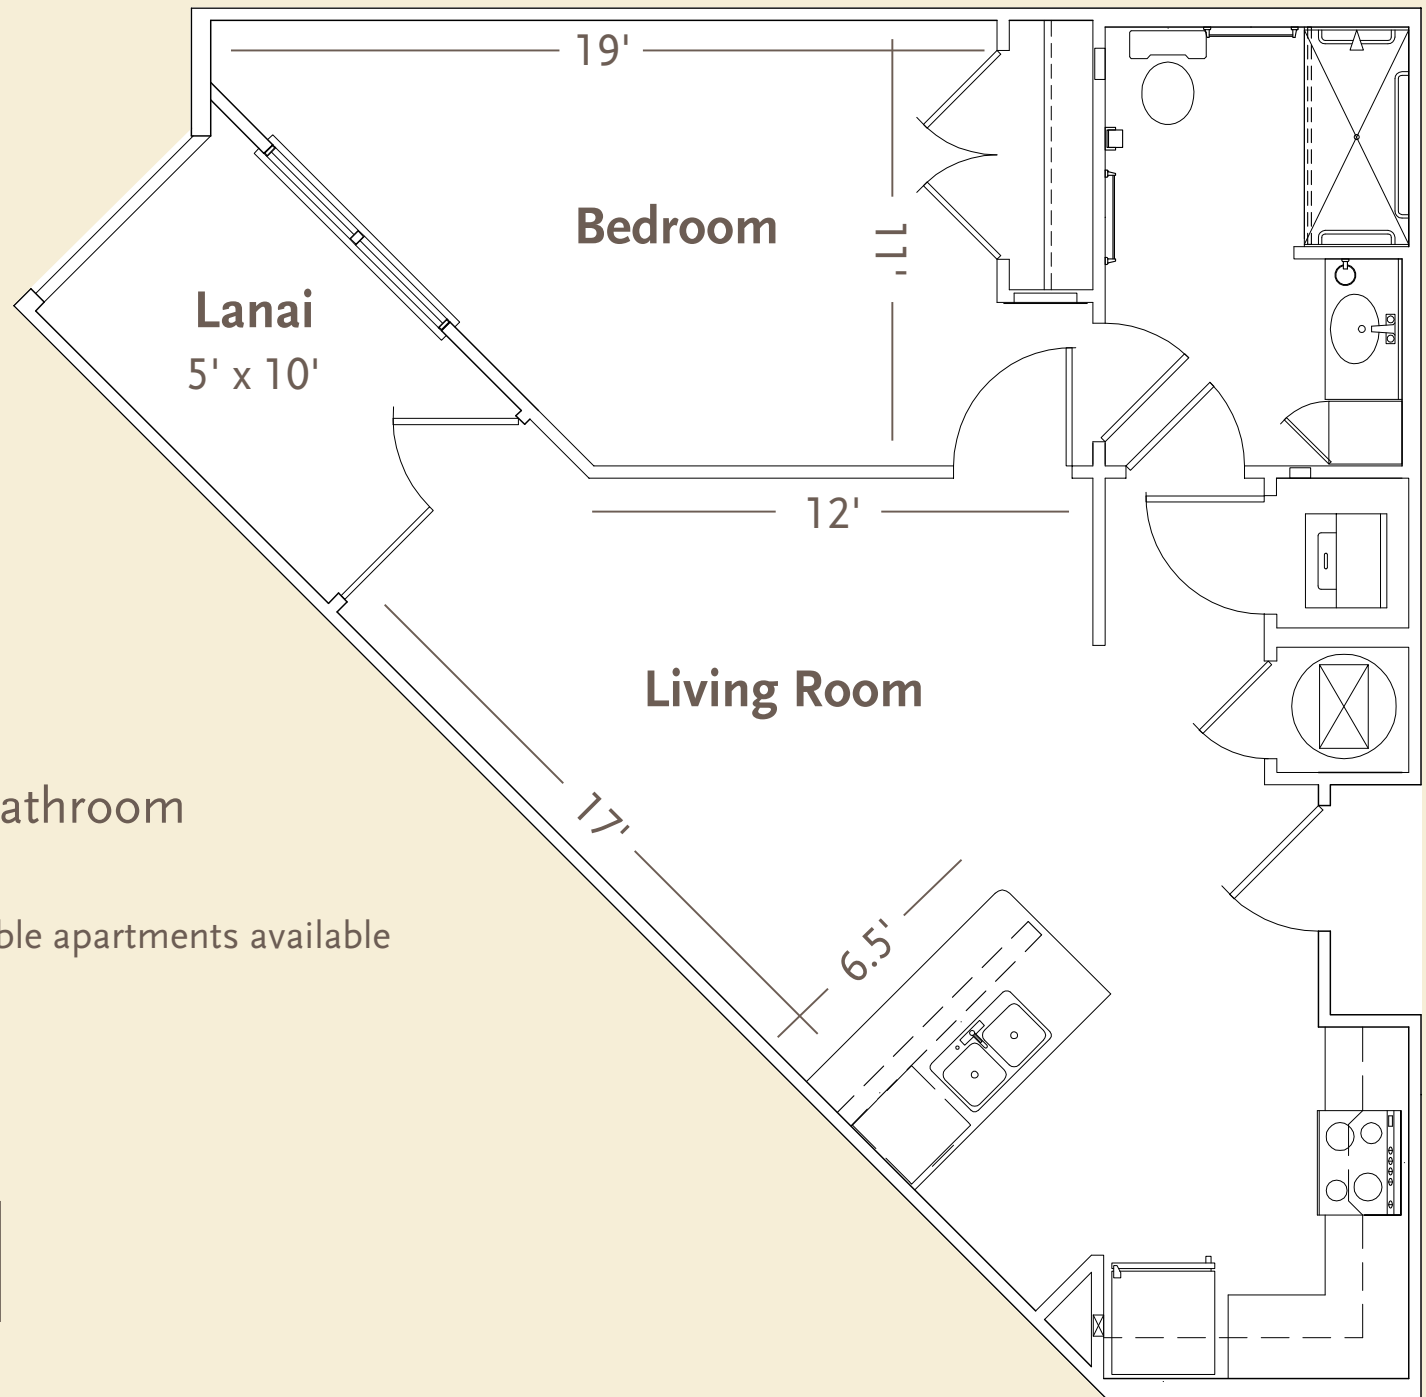 19'
Bedroom
11'
Lanai
5' x 10'
12'
Living Room
17'
6.5'
athroom
ble apartments available